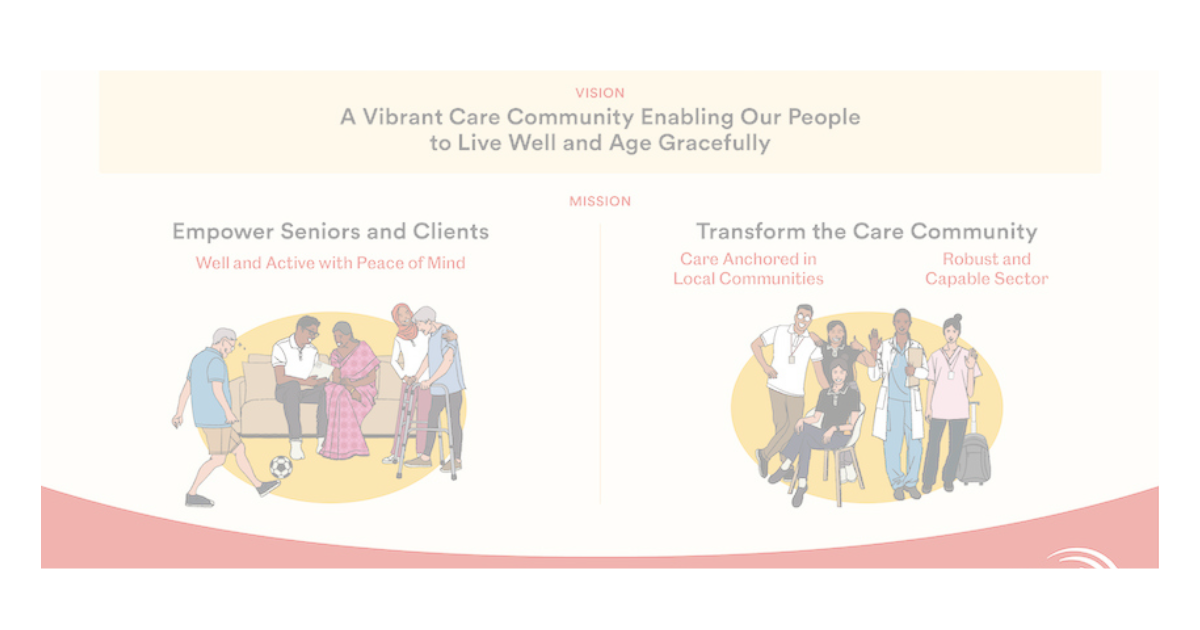 VISION
A Vibrant Care Community Enabling Our People
to Live Well and Age Gracefully
MISSION
Empower Seniors and Clients
Well and Active with Peace of Mind
Transform the Care Community
Care Anchored in
Local Communities
Robust and
Capable Sector